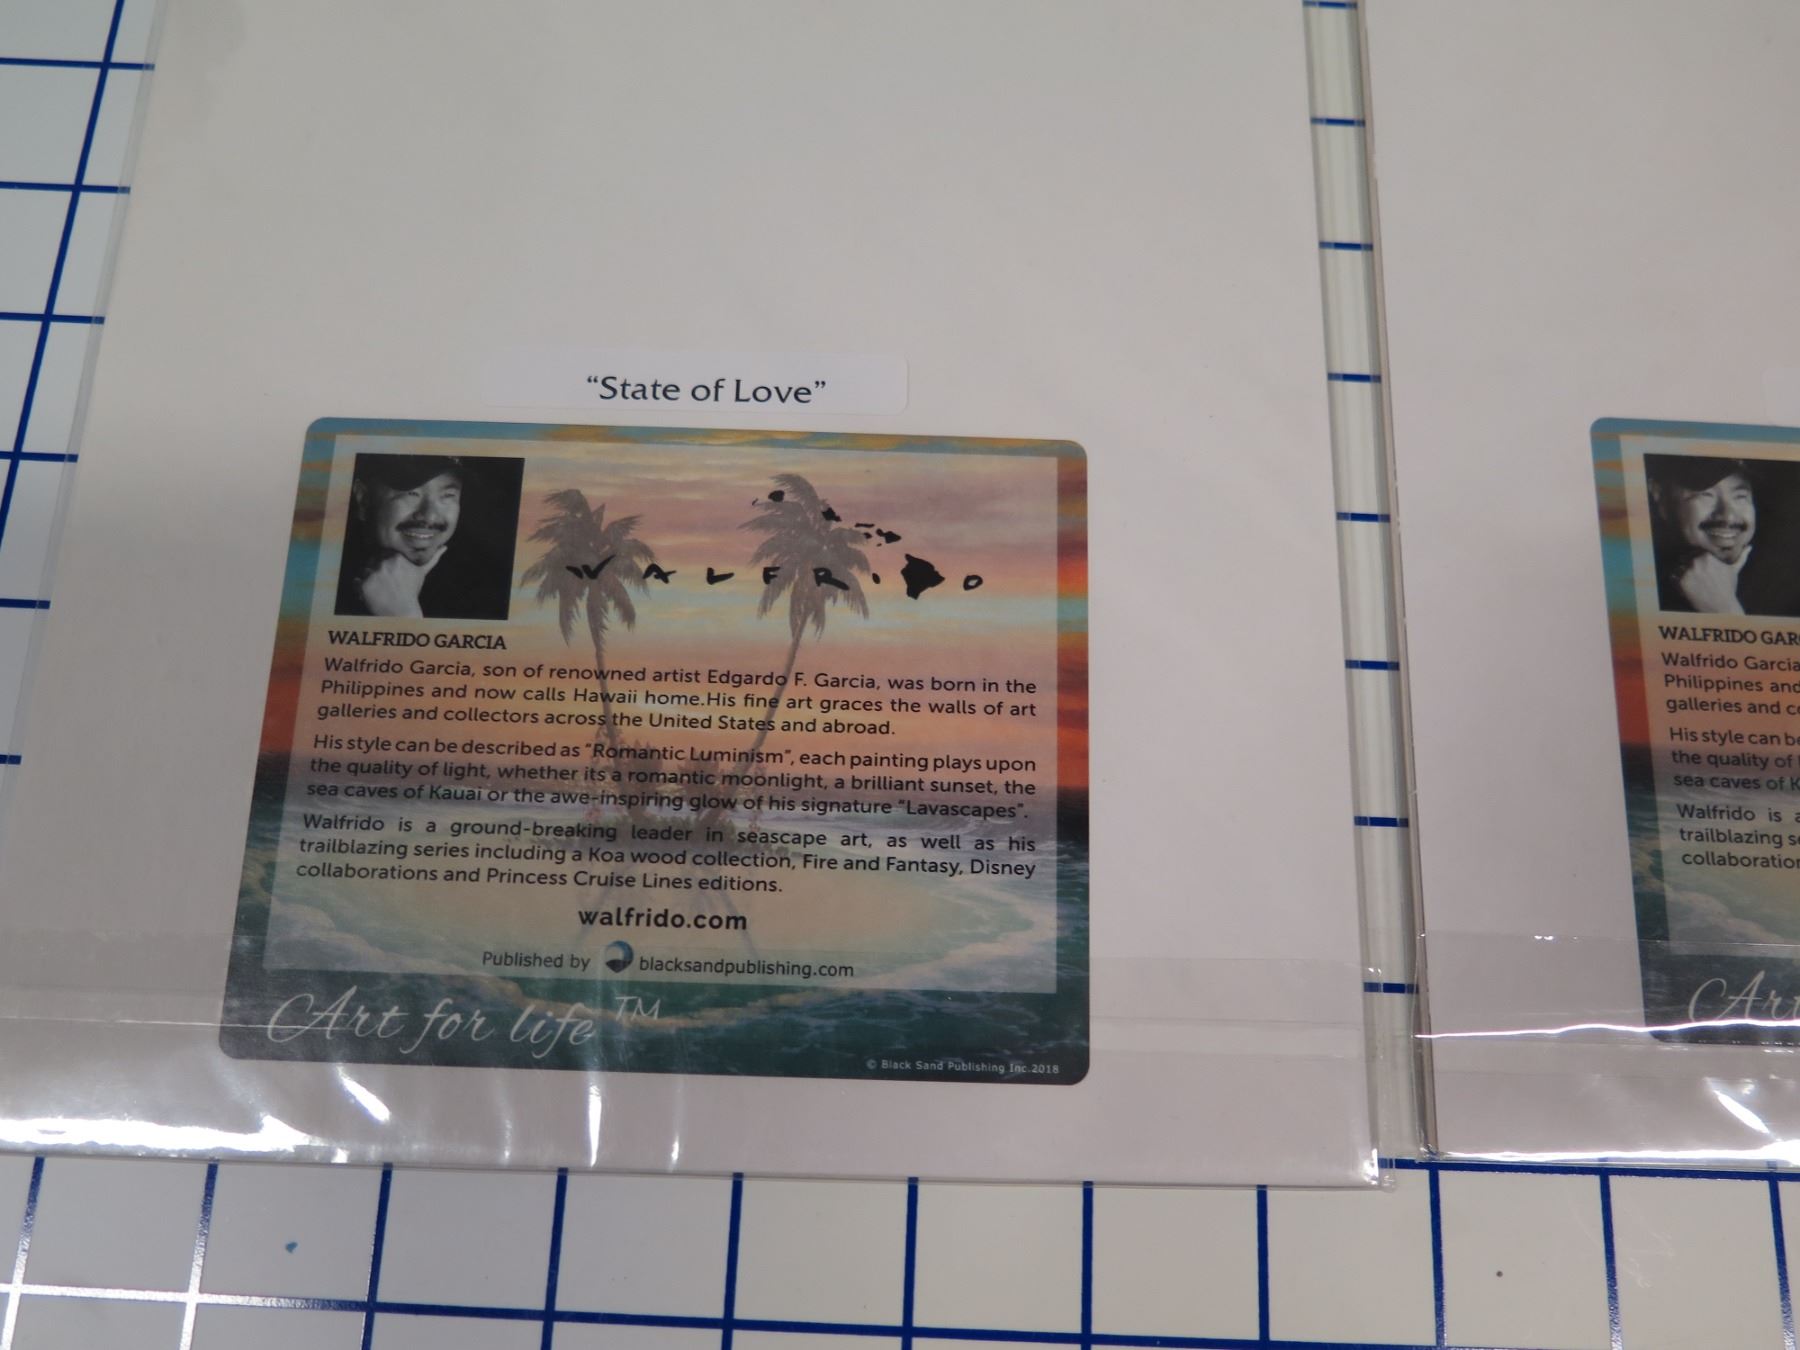 “State of Love”
WALFRIDO
WALFRIDO GARCIA
Walfrido Garcia, son of renowned artist Edgardo F. Garcia, was born in the
Philippines and now calls Hawaii home.His fine art graces the walls of art
galleries and collectors across the United States and abroad.
His style can be described as “Romantic Luminism”, each painting plays upon
the quality of light, whether its a romantic moonlight, a brilliant sunset, the
sea caves of Kauai or the awe-inspiring glow of his signature “Lavascapes”.
Walfrido is a ground-breaking leader in seascape art, as well as his
trailblazing series including a Koa wood collection, Fire and Fantasy, Disney
collaborations and Princess Cruise Lines editions.
walfrido.com
Published by blacksandpublishing.com
Art for life™
© Black Sand Publishing Inc.2018
WALFRIDO GAR
Walfrido Garcia
Philippines and
galleries and c
His style can be
the quality of
sea caves of K
Walfrido is a
trailblazing se
collaboration
Art